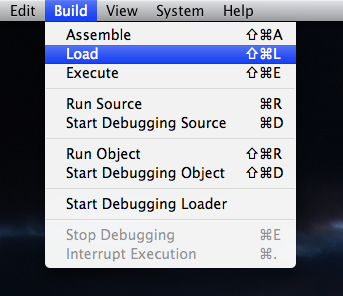 Edit Build View System Help
Assemble ⇧⌘A
Load ⇧⌘L
Execute ⇧⌘E
Run Source ⌘R
Start Debugging Source ⌘D
Run Object ⇧⌘R
Start Debugging Object ⇧⌘D
Start Debugging Loader
Stop Debugging ⌘E
Interrupt Execution ⌘.